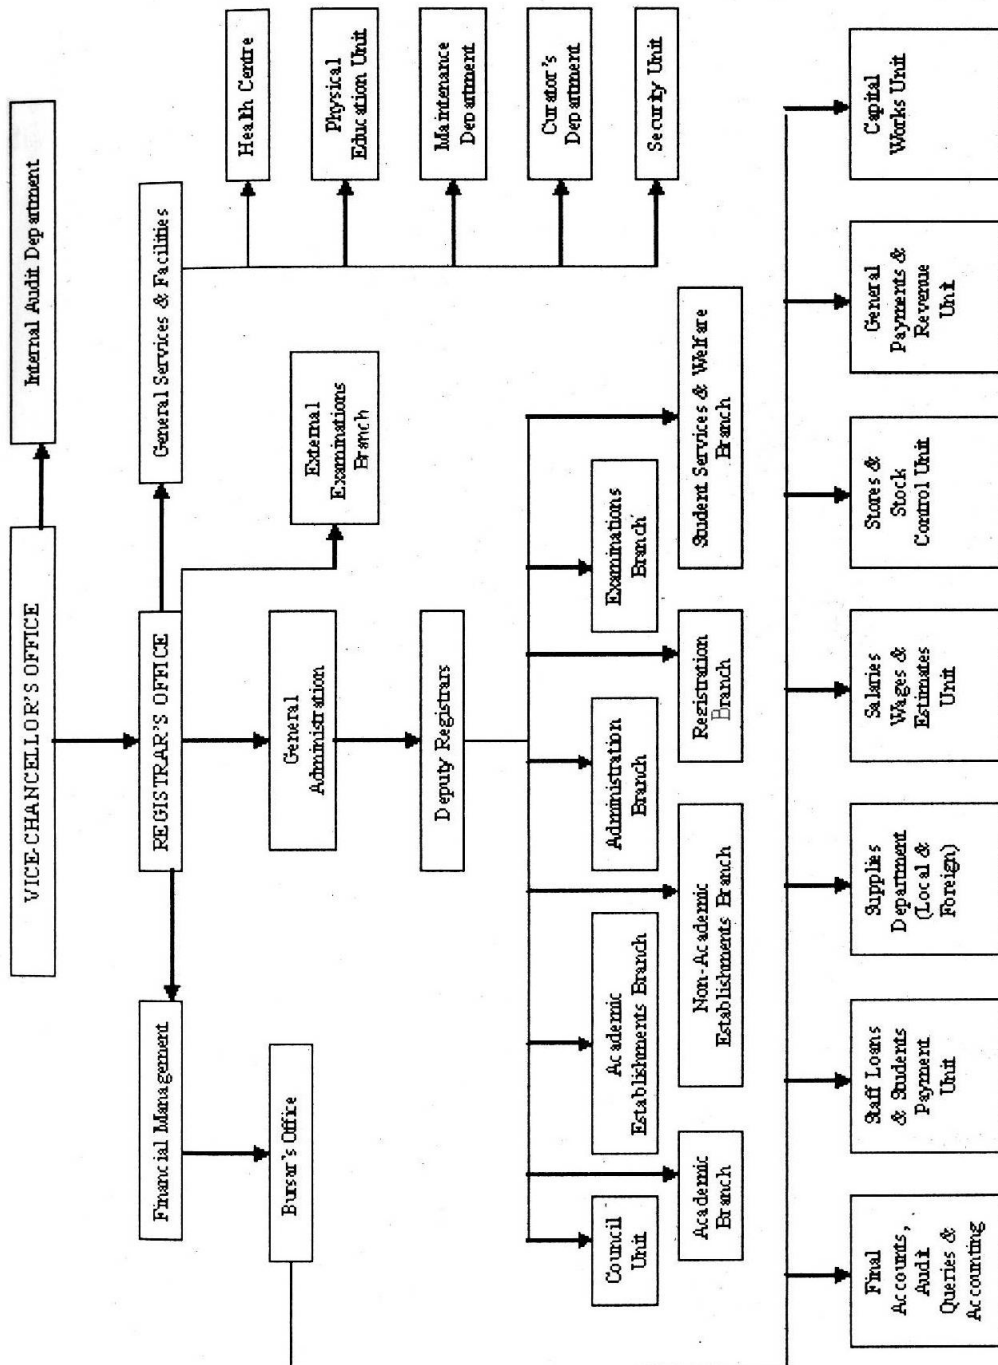 VICE-CHANCELLOR'S OFFICE
Internal Audit Department
Financial Management
REGISTRAR'S OFFICE
General Services & Facilities
Bursar's Office
General
Administration
External
Examinations
Branch
Health Centre
Physical
Education Unit
Maintenance
Department
Curator's
Department
Security Unit
Deputy Registrars
Council
Unit
Academic
Establishments Branch
Administration
Branch
Examinations
Branch
Academic
Branch
Non-Academic
Establishments Branch
Registration
Branch
Student Services & Welfare
Branch
Final
Accounts,
Audit
Queries &
Accounting
Staff Loans
& Students
Payment
Unit
Supplies
Department
(Local &
Foreign)
Salaries
Wages &
Estimates
Unit
Stores &
Stock
Control Unit
General
Payments &
Revenue
Unit
Capital
Works Unit